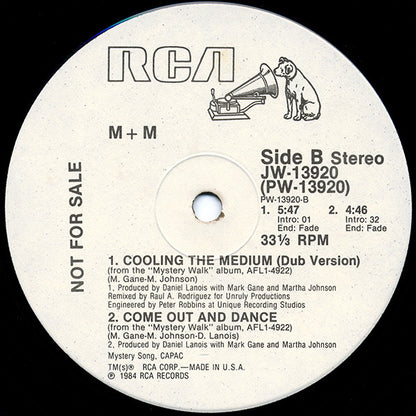 RCA
M + M
NOT FOR SALE
Side B Stereo
JW-13920
(PW-13920)
PW-13920-B
1. 5:47 2. 4:46
Intro: 01 Intro: 32
End: Fade End: Fade
33⅓ RPM
1. COOLING THE MEDIUM (Dub Version)
(from the "Mystery Walk" album, AFL1-4922)
(M. Gane-M. Johnson)
1. Produced by Daniel Lanois with Mark Gane and Martha Johnson
Remixed by Raul A. Rodriguez for Unruly Productions
Engineered by Peter Robbins at Unique Recording Studios
2. COME OUT AND DANCE
(from the "Mystery Walk" album, AFL1-4922)
(M. Gane-M. Johnson-D. Lanois)
2. Produced by Daniel Lanois with Mark Gane and Martha Johnson
Mystery Song, CAPAC
TM(s)® RCA CORP.—MADE IN U.S.A.
℗ 1984 RCA RECORDS